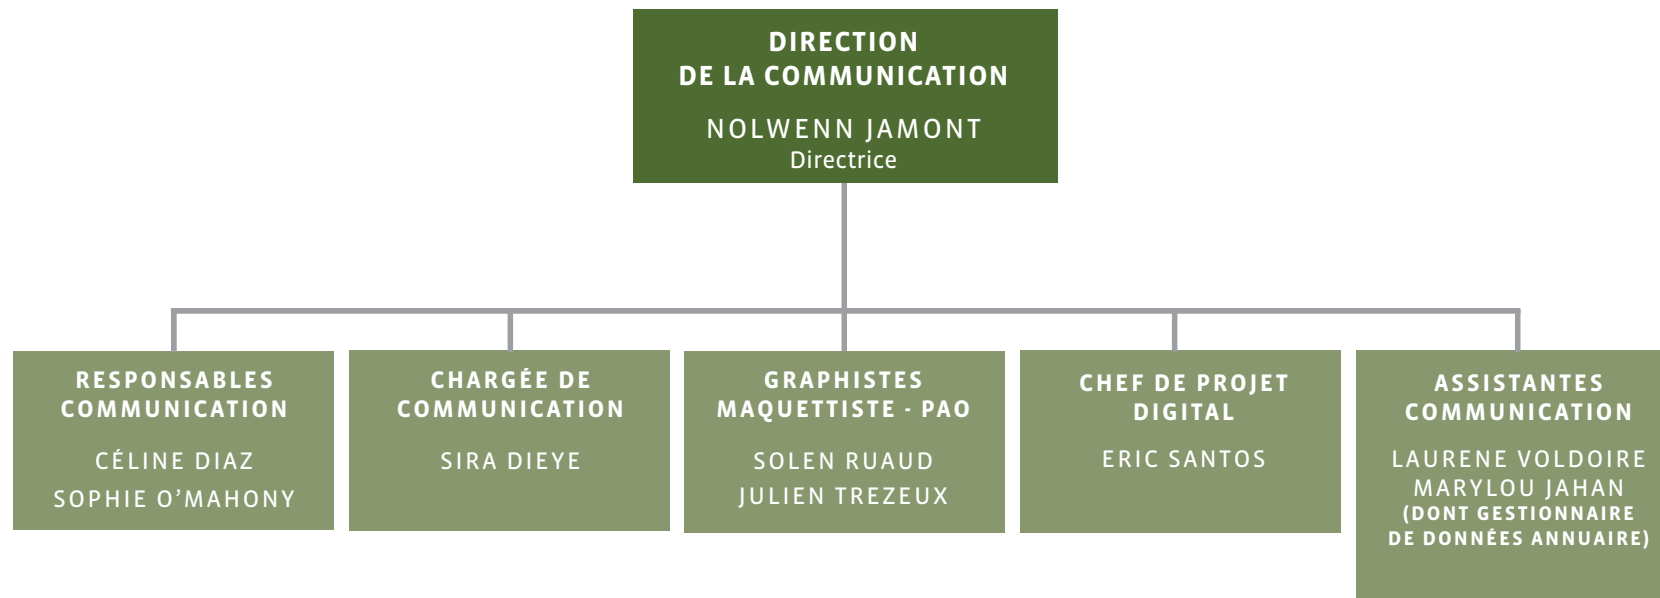 DIRECTION
DE LA COMMUNICATION
NOLWENN JAMONT
Directrice
RESPONSABLES
COMMUNICATION
CÉLINE DIAZ
SOPHIE O’MAHONY
CHARGÉE DE
COMMUNICATION
SIRA DIEYE
GRAPHISTES
MAQUETTISTE - PAO
SOLEN RUAUD
JULIEN TREZEUX
CHEF DE PROJET
DIGITAL
ERIC SANTOS
ASSISTANTES
COMMUNICATION
LAURENE VOLDOIRE
MARYLOU JAHAN
(DONT GESTIONNAIRE
DE DONNÉES ANNUAIRE)